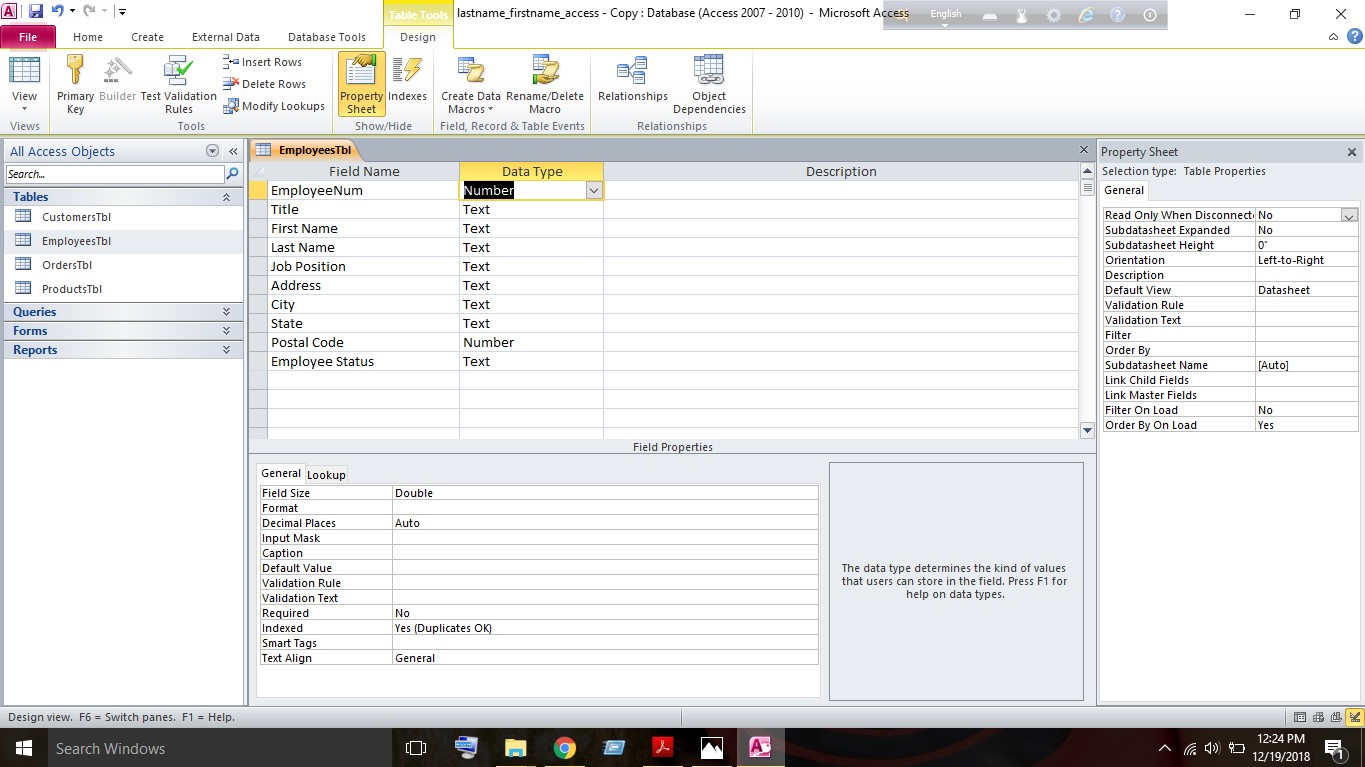 Table Tools
lastname_firstname_access - Copy : Database (Access 2007 - 2010) - Microsoft Access
English
File Home Create External Data Database Tools Design
View
Primary Key
Builder
Test Validation Rules
Insert Rows
Delete Rows
Modify Lookups
Property Sheet
Indexes
Create Data Macros
Rename/Delete Macro
Relationships
Object Dependencies
Views Tools Show/Hide Field, Record & Table Events Relationships
All Access Objects
Search...
Tables
CustomersTbl
EmployeesTbl
OrdersTbl
ProductsTbl
Queries
Forms
Reports
EmployeesTbl
Field Name Data Type Description
EmployeeNum Number
Title Text
First Name Text
Last Name Text
Job Position Text
Address Text
City Text
State Text
Postal Code Number
Employee Status Text
Field Properties
General Lookup
Field Size Double
Format
Decimal Places Auto
Input Mask
Caption
Default Value
Validation Rule
Validation Text
Required No
Indexed Yes (Duplicates OK)
Smart Tags
Text Align General
The data type determines the kind of values
that users can store in the field. Press F1 for
help on data types.
Property Sheet
Selection type: Table Properties
General
Read Only When Disconnecte No
Subdatasheet Expanded No
Subdatasheet Height 0"
Orientation Left-to-Right
Description
Default View Datasheet
Validation Rule
Validation Text
Filter
Order By
Subdatasheet Name [Auto]
Link Child Fields
Link Master Fields
Filter On Load No
Order By On Load Yes
Design view. F6 = Switch panes. F1 = Help.
Search Windows
12:24 PM
12/19/2018
1